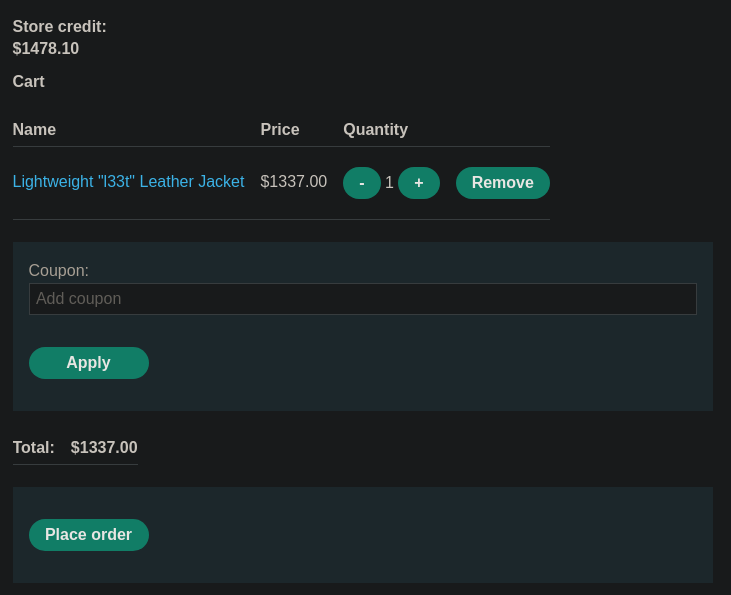 Store credit:
$1478.10
Cart
Name Price Quantity
Lightweight "l33t" Leather Jacket $1337.00 - 1 + Remove
Coupon:
Add coupon
Apply
Total: $1337.00
Place order